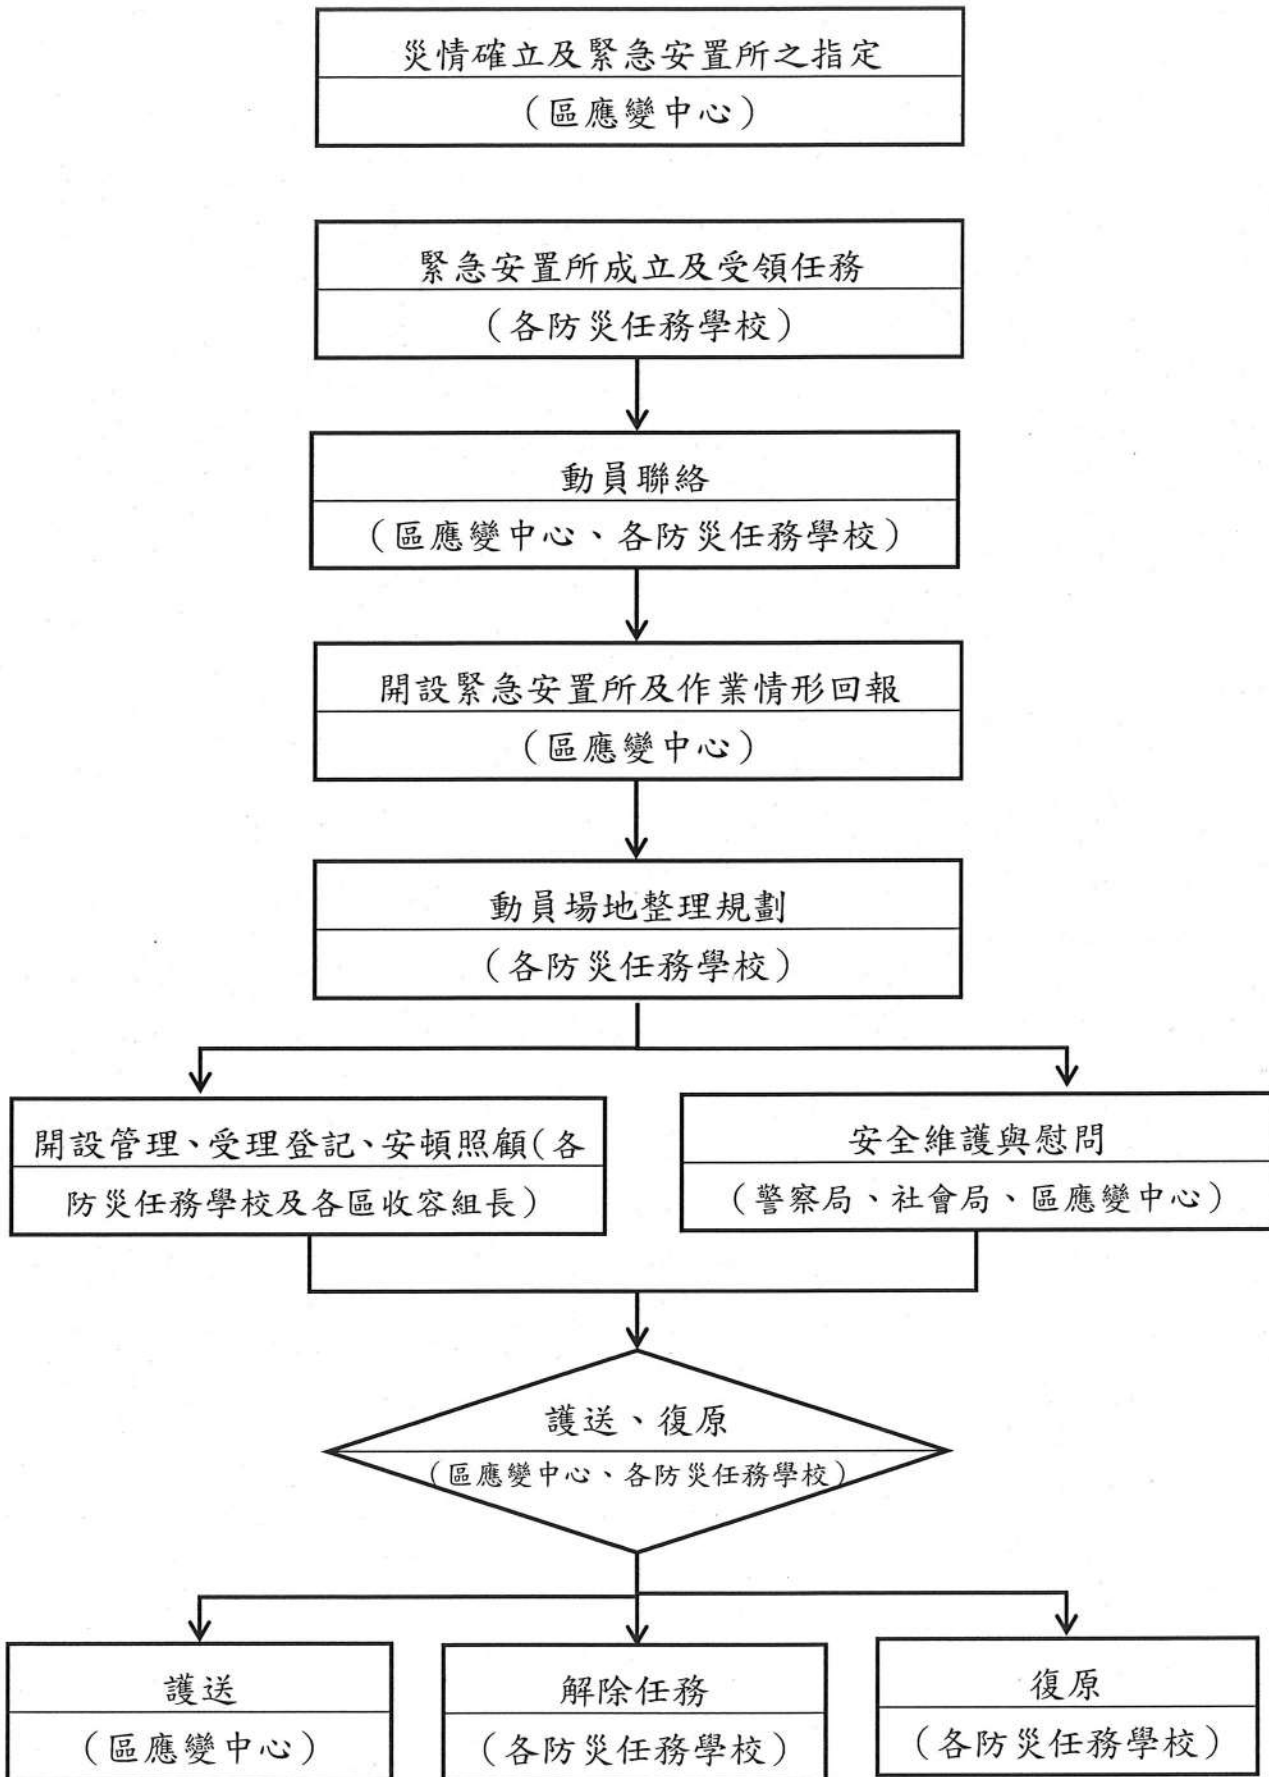 災情確立及緊急安置所之指定
（區應變中心）
緊急安置所成立及受領任務
（各防災任務學校）
動員聯絡
（區應變中心、各防災任務學校）
開設緊急安置所及作業情形回報
（區應變中心）
動員場地整理規劃
（各防災任務學校）
開設管理、受理登記、安頓照顧(各
防災任務學校及各區收容組長）
安全維護與慰問
（警察局、社會局、區應變中心）
護送、復原
（區應變中心、各防災任務學校）
護送
（區應變中心）
解除任務
（各防災任務學校）
復原
（各防災任務學校）